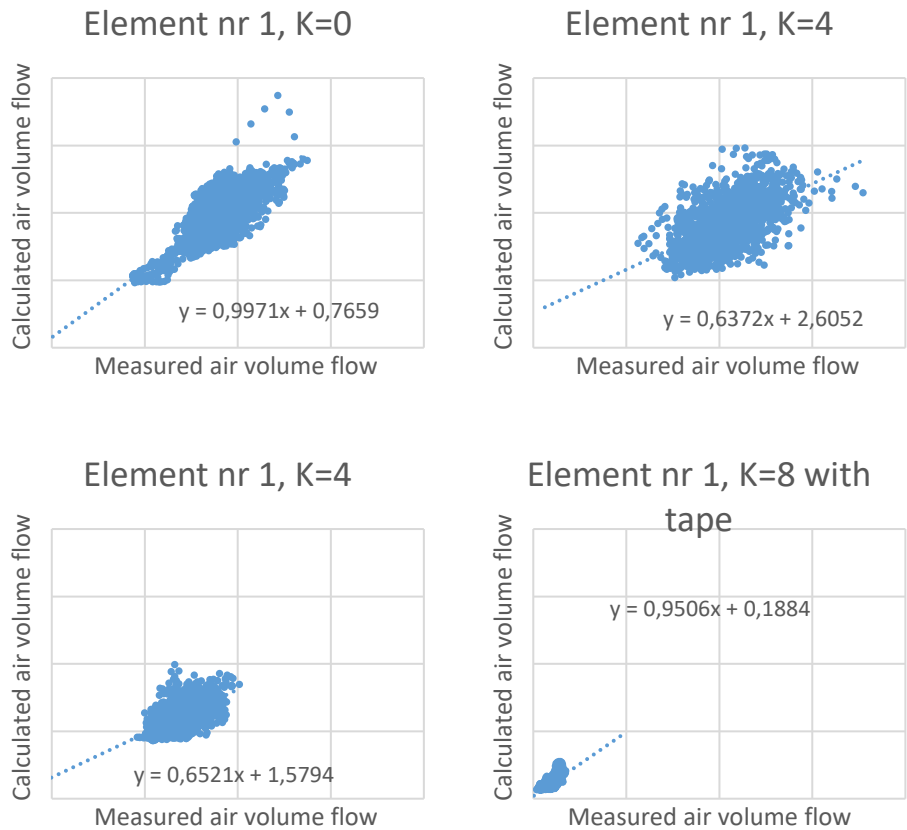 Element nr 1, K=0
Calculated air volume flow
y = 0,9971x + 0,7659
Measured air volume flow
Element nr 1, K=4
Calculated air volume flow
y = 0,6372x + 2,6052
Measured air volume flow
Element nr 1, K=4
Calculated air volume flow
y = 0,6521x + 1,5794
Measured air volume flow
Element nr 1, K=8 with
tape
Calculated air volume flow
y = 0,9506x + 0,1884
Measured air volume flow